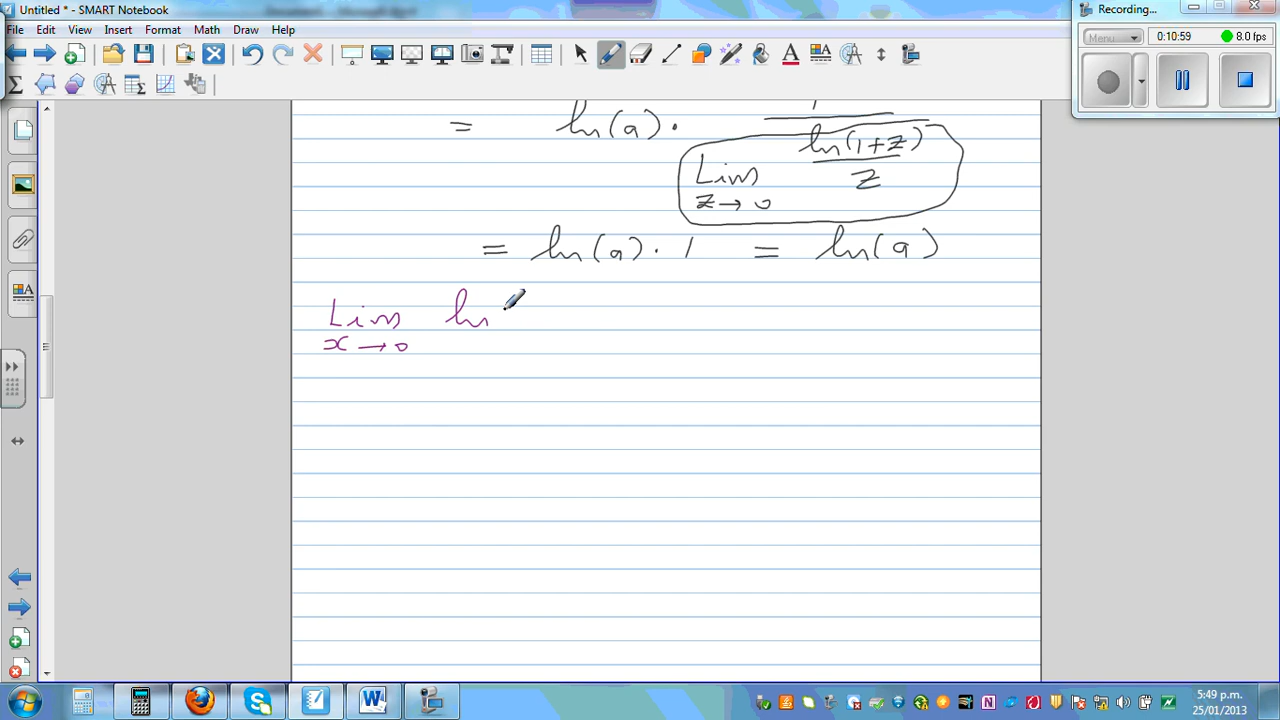 Untitled * - SMART Notebook
File Edit View Insert Format Math Draw Help
Recording...
Menu 0:10:59 8.0 fps
= ln(a) · 1
ln(1+z)
Lim z
z → 0
= ln(a) · 1 = ln(a)
Lim ln
x → 0
5:49 p.m.
25/01/2013